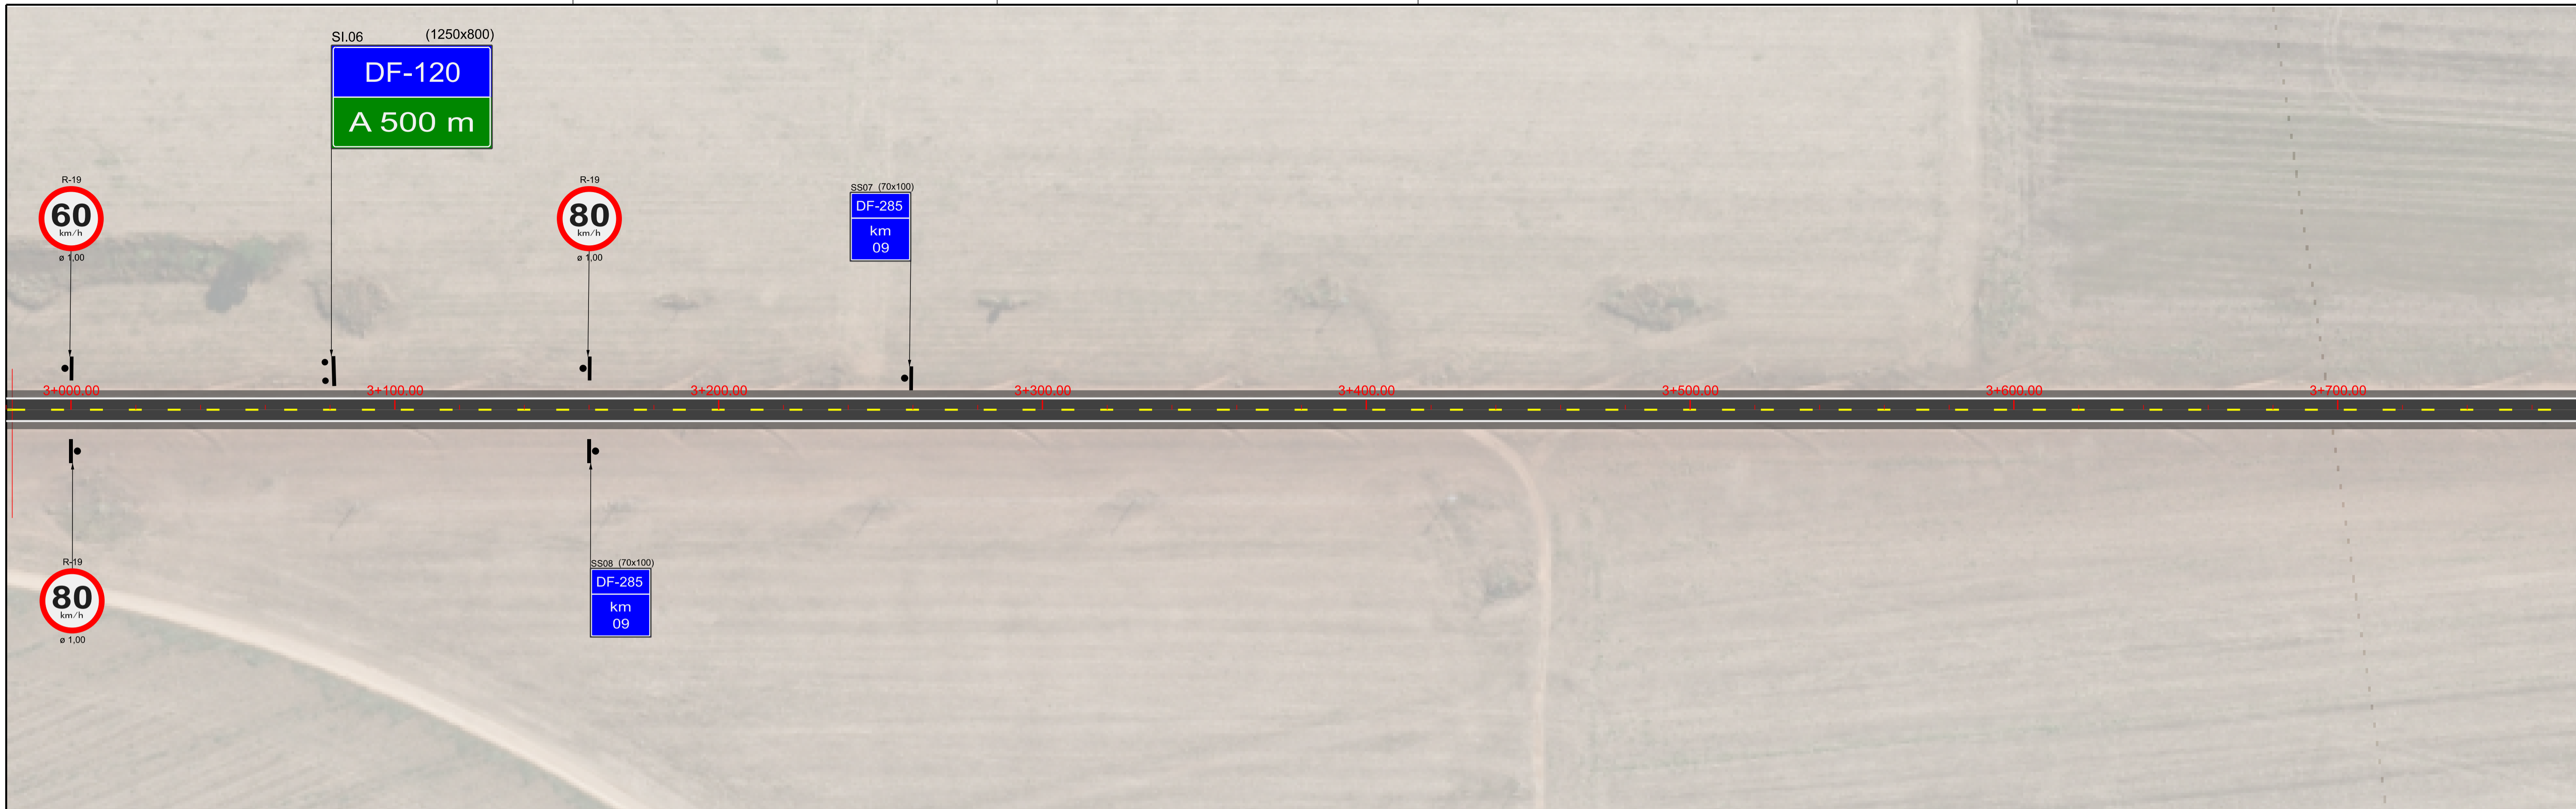 SI.06 (1250x800)
DF-120
A 500 m
R-19
60
km/h
ø 1,00
R-19
80
km/h
ø 1,00
SS07 (70x100)
DF-285
km
09
3+000.00 3+100.00 3+200.00 3+300.00 3+400.00 3+500.00 3+600.00 3+700.00
R-19
80
km/h
ø 1,00
SS08 (70x100)
DF-285
km
09